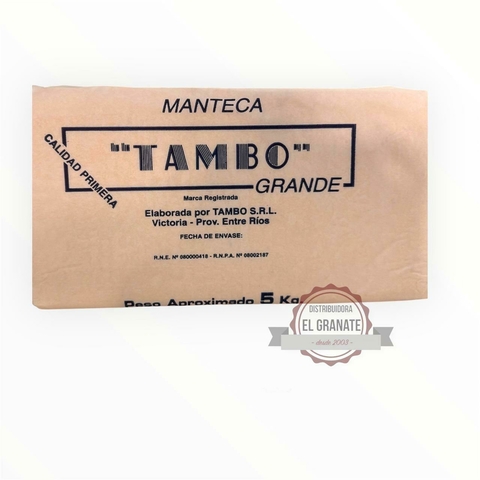 MANTECA
CALIDAD PRIMERA
"TAMBO"
GRANDE
Marca Registrada
Elaborada por TAMBO S.R.L.
Victoria - Prov. Entre Ríos
FECHA DE ENVASE:
R.N.E. Nº 080000418 - R.N.P.A. Nº 08002187
Peso Aproximado 5 Kg.
DISTRIBUIDORA
EL GRANATE
- desde 2003 -